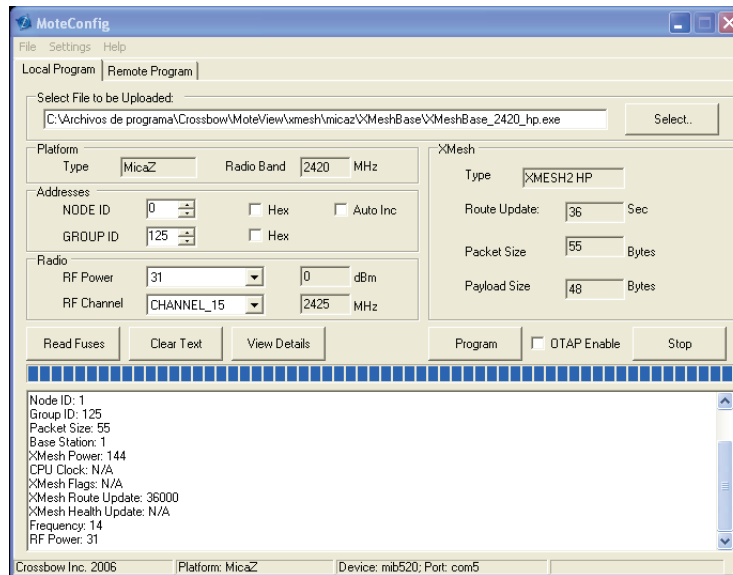 MoteConfig
File Settings Help
Local Program Remote Program
Select File to be Uploaded:
C:\Archivos de programa\Crossbow\MoteView\xmesh\micaz\XMeshBase\XMeshBase_2420_hp.exe Select..
Platform
Type MicaZ Radio Band 2420 MHz
Addresses
NODE ID 0 Hex Auto Inc
GROUP ID 125 Hex
Radio
RF Power 31 0 dBm
RF Channel CHANNEL_15 2425 MHz
XMesh
Type XMESH2 HP
Route Update: 36 Sec
Packet Size 55 Bytes
Payload Size 48 Bytes
Read Fuses Clear Text View Details Program OTAP Enable Stop
Node ID: 1
Group ID: 125
Packet Size: 55
Base Station: 1
XMesh Power: 144
CPU Clock: N/A
XMesh Flags: N/A
XMesh Route Update: 36000
XMesh Health Update: N/A
Frequency: 14
RF Power: 31
Crossbow Inc. 2006 Platform: MicaZ Device: mib520; Port: com5